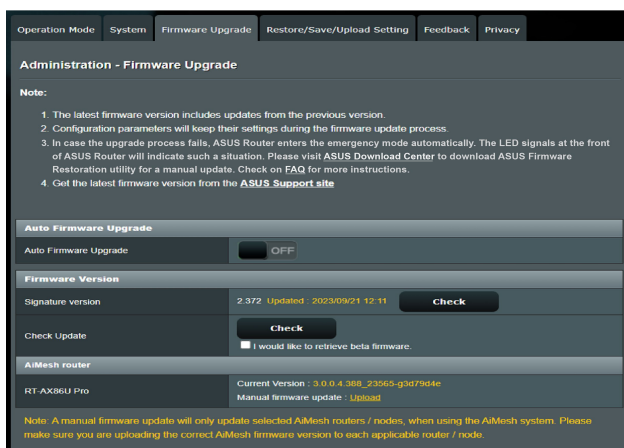 Operation Mode System Firmware Upgrade Restore/Save/Upload Setting Feedback Privacy
Administration - Firmware Upgrade
Note:
1. The latest firmware version includes updates from the previous version.
2. Configuration parameters will keep their settings during the firmware update process.
3. In case the upgrade process fails, ASUS Router enters the emergency mode automatically. The LED signals at the front
of ASUS Router will indicate such a situation. Please visit ASUS Download Center to download ASUS Firmware
Restoration utility for a manual update. Check on FAQ for more instructions.
4. Get the latest firmware version from the ASUS Support site
Auto Firmware Upgrade
Auto Firmware Upgrade OFF
Firmware Version
Signature version 2.372 Updated : 2023/09/21 12:11 Check
Check Update Check
I would like to retrieve beta firmware.
AiMesh router
RT-AX86U Pro
Current Version : 3.0.0.4.388_23565-g3d79d4e
Manual firmware update : Upload
Note: A manual firmware update will only update selected AiMesh routers / nodes, when using the AiMesh system. Please
make sure you are uploading the correct AiMesh firmware version to each applicable router / node.